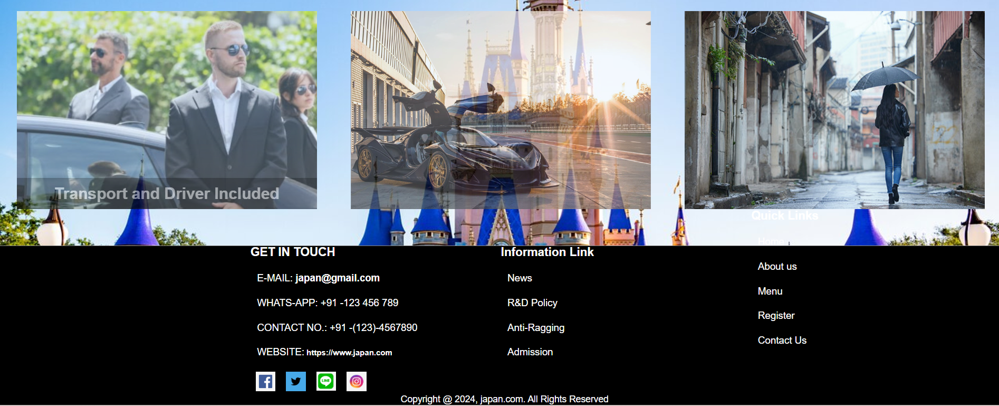 Transport and Driver Included
GET IN TOUCH
E-MAIL: japan@gmail.com
WHATS-APP: +91 -123 456 789
CONTACT NO.: +91 -(123)-4567890
WEBSITE: https://www.japan.com
LINE
Information Link
News
R&D Policy
Anti-Ragging
Admission
Quick Links
Home
About us
Menu
Register
Contact Us
Copyright @ 2024, japan.com. All Rights Reserved